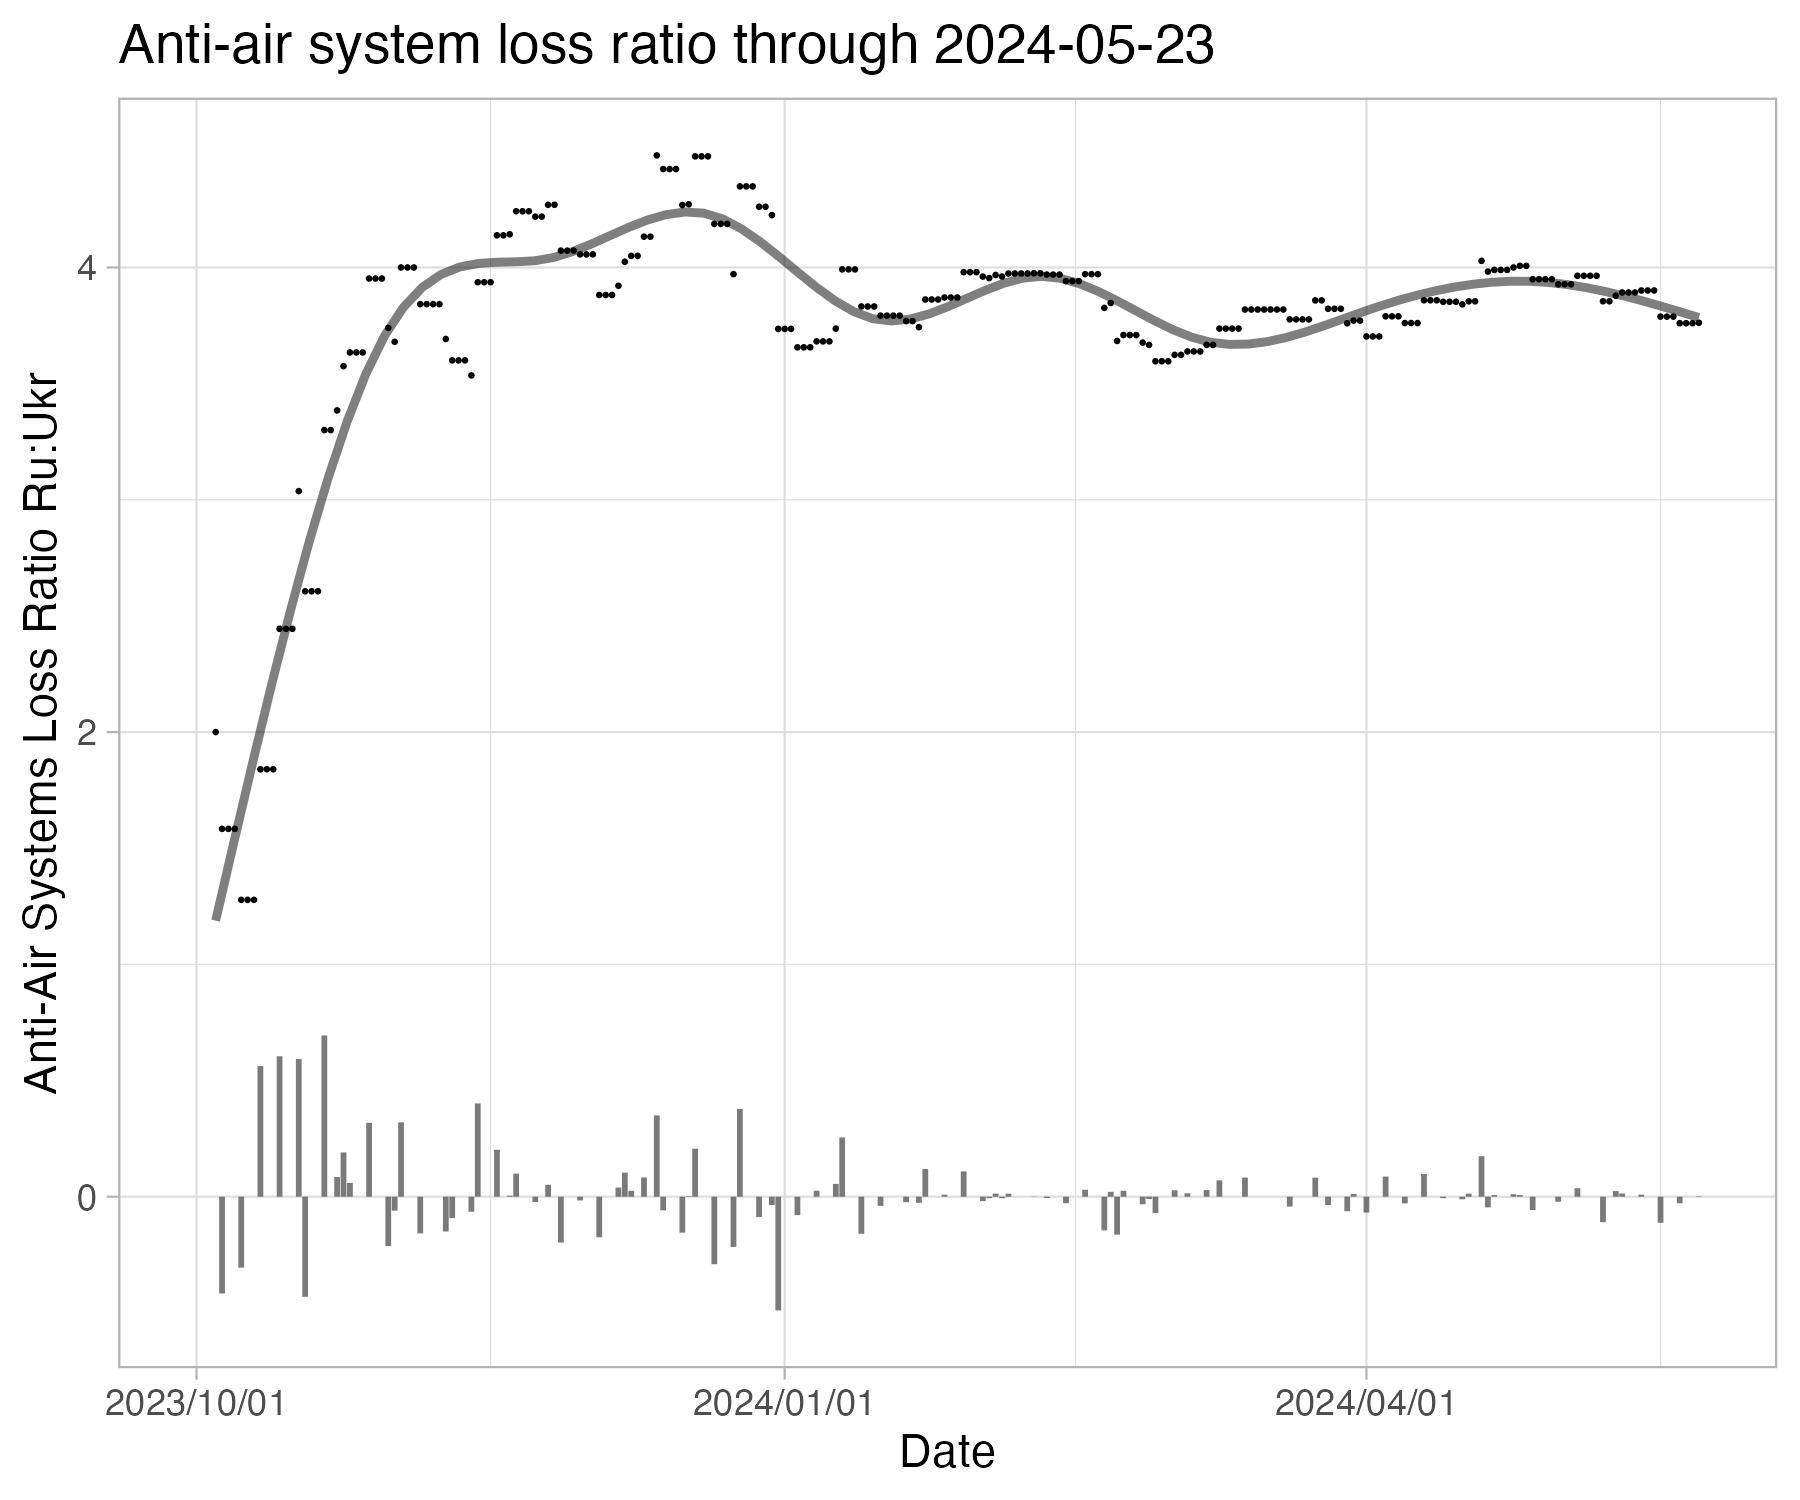 Anti-air system loss ratio through 2024-05-23
Anti-Air Systems Loss Ratio Ru:Ukr
4
2
0
2023/10/01
2024/01/01
2024/04/01
Date